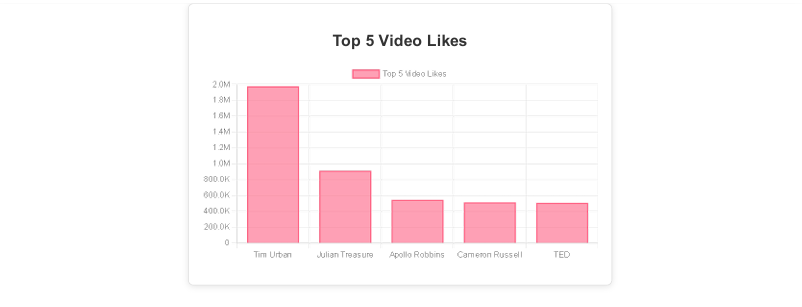 Top 5 Video Likes
Top 5 Video Likes
2.0M
1.8M
1.6M
1.4M
1.2M
1.0M
800.0K
600.0K
400.0K
200.0K
0
Tim Urban Julian Treasure Apollo Robbins Cameron Russell TED